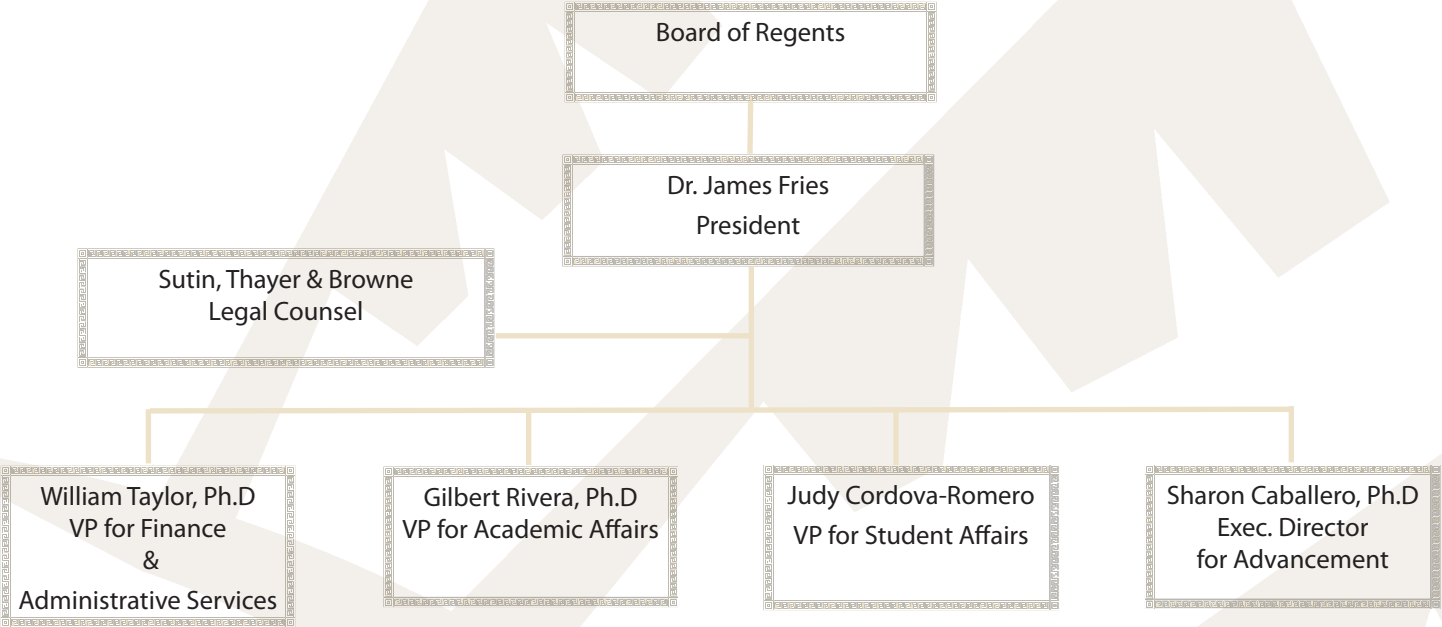 Board of Regents
Dr. James Fries
President
Sutin, Thayer & Browne
Legal Counsel
William Taylor, Ph.D
VP for Finance
&
Administrative Services
Gilbert Rivera, Ph.D
VP for Academic Affairs
Judy Cordova-Romero
VP for Student Affairs
Sharon Caballero, Ph.D
Exec. Director
for Advancement